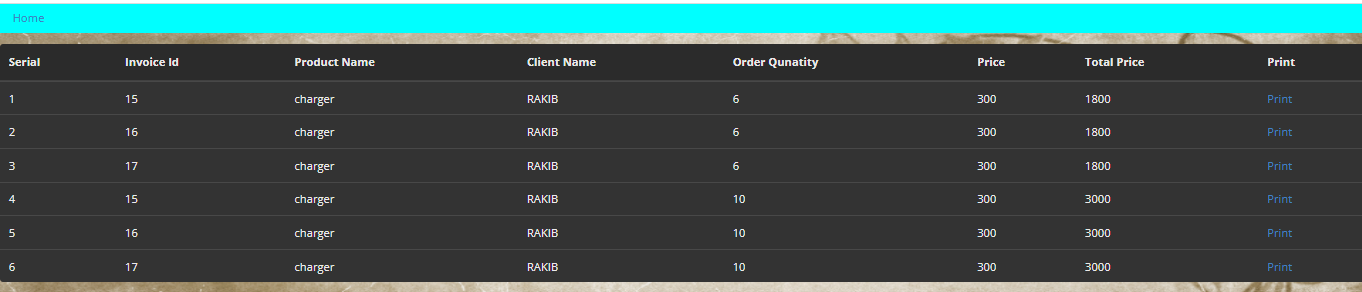 Home
Serial Invoice Id Product Name Client Name Order Qunatity Price Total Price Print
1 15 charger RAKIB 6 300 1800 Print
2 16 charger RAKIB 6 300 1800 Print
3 17 charger RAKIB 6 300 1800 Print
4 15 charger RAKIB 10 300 3000 Print
5 16 charger RAKIB 10 300 3000 Print
6 17 charger RAKIB 10 300 3000 Print